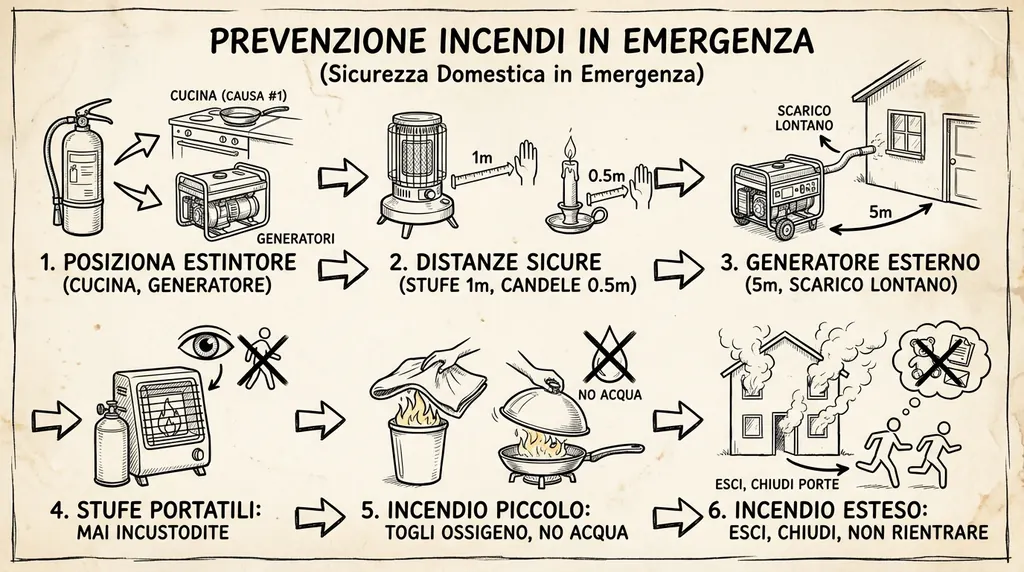 PREVENZIONE INCENDI IN EMERGENZA
(Sicurezza Domestica in Emergenza)
CUCINA (CAUSA #1)
GENERATORI
1. POSIZIONA ESTINTORE
(CUCINA, GENERATORE)
1m
0.5m
2. DISTANZE SICURE
(STUFE 1m, CANDELE 0.5m)
SCARICO
LONTANO
5m
3. GENERATORE ESTERNO
(5m, SCARICO LONTANO)
4. STUFE PORTATILI:
MAI INCUSTODITE
NO ACQUA
5. INCENDIO PICCOLO:
TOGLI OSSIGENO, NO ACQUA
ESCI, CHIUDI PORTE
6. INCENDIO ESTESO:
ESCI, CHIUDI, NON RIENTRARE